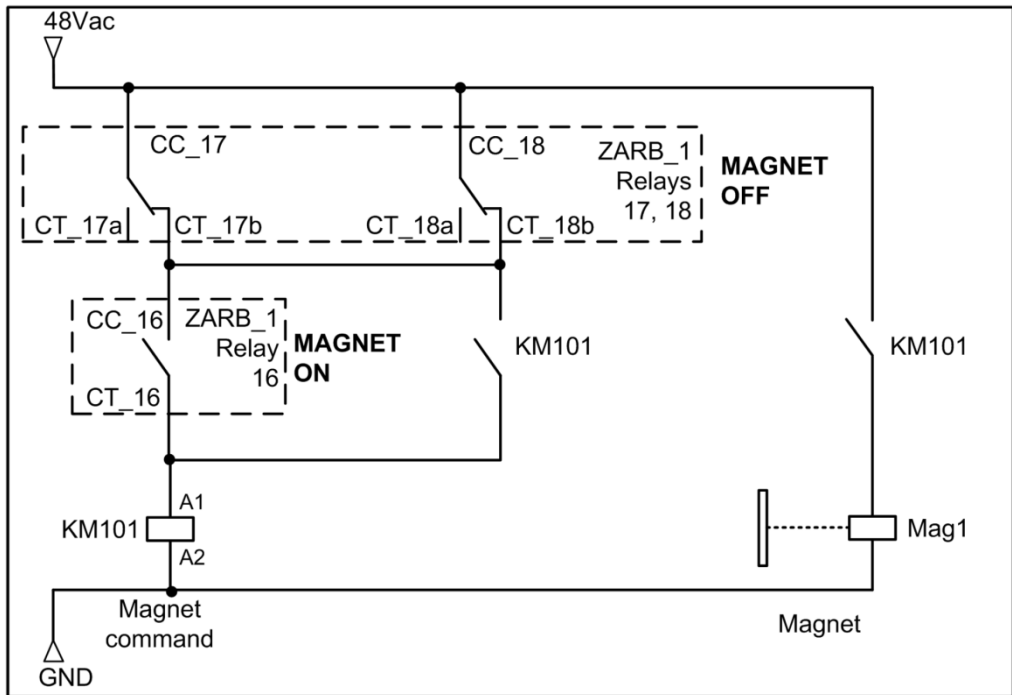 48Vac
CC_17
CC_18
ZARB_1
Relays
17, 18
MAGNET
OFF
CT_17a
CT_17b
CT_18a
CT_18b
CC_16
ZARB_1
Relay
16
MAGNET
ON
CT_16
KM101
KM101
A1
KM101
A2
Mag1
Magnet
command
Magnet
GND